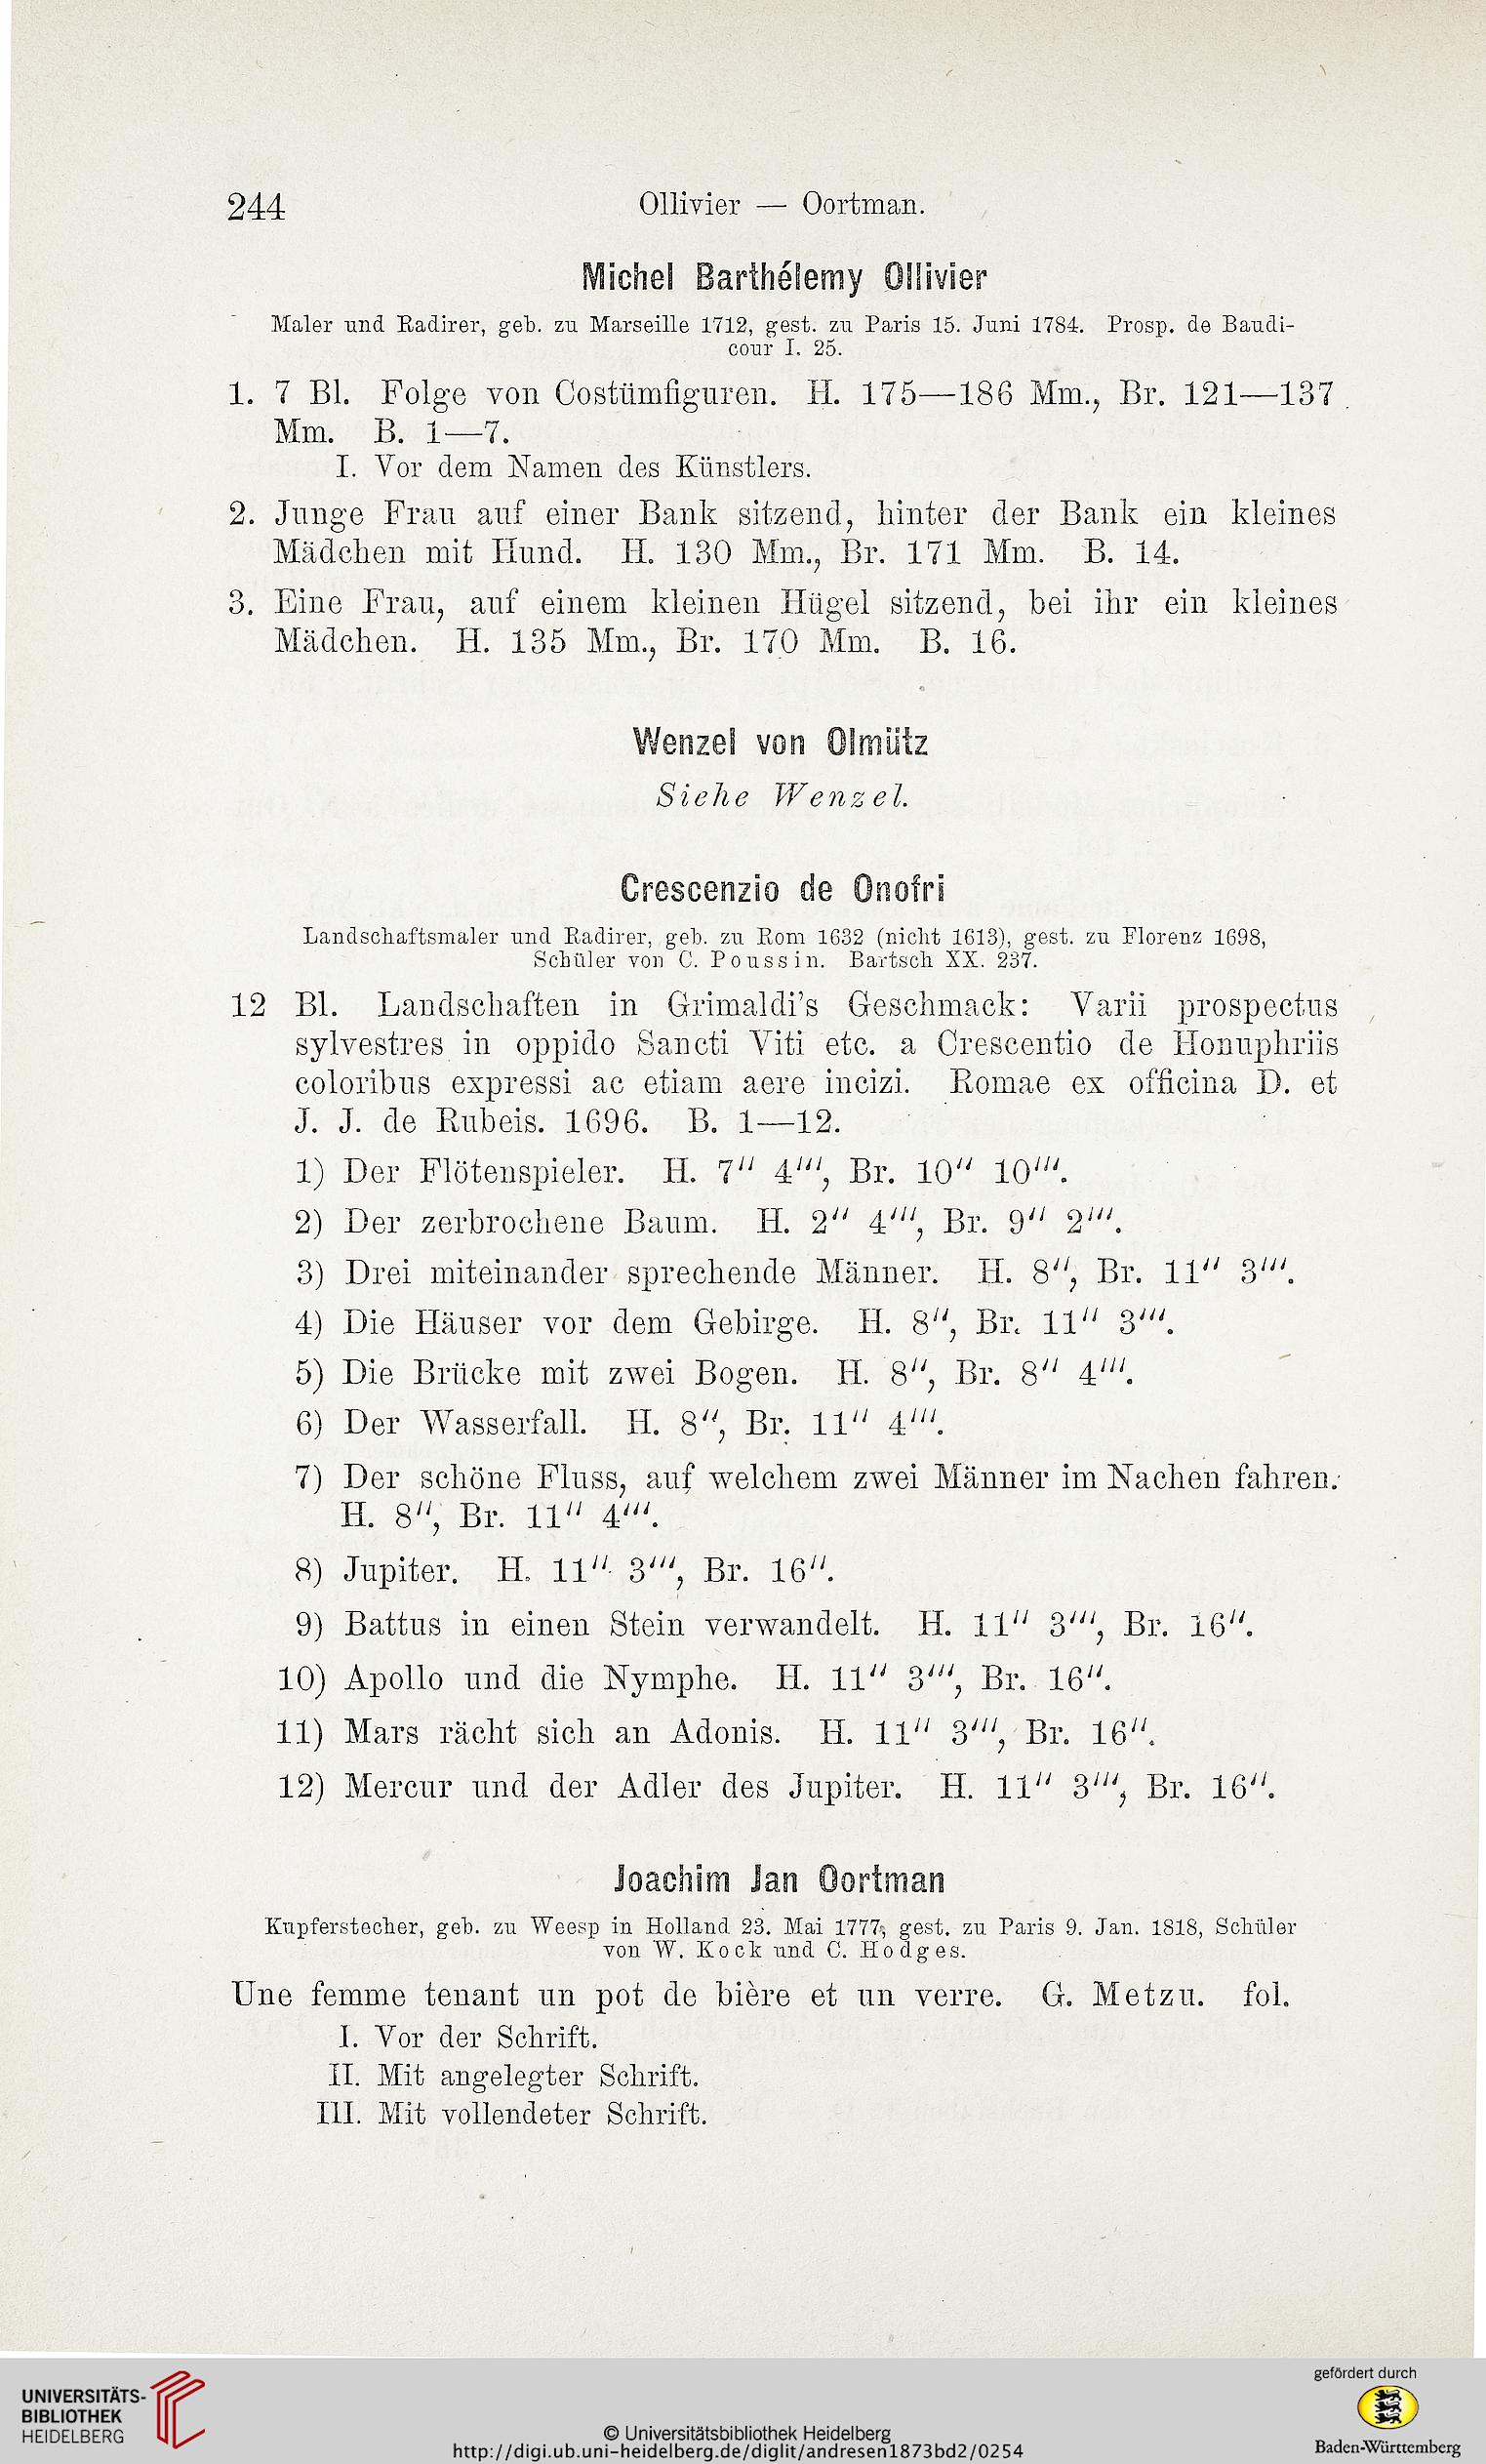 244
Ollivier — Oortman.
Michel Barthélemy Ollivier
Maler und Radirer, geb. zu Marseille 1712, gest. zu Paris 15. Juni 1784. Prosp. de Baudi-
cour I. 25.
1. 7 Bl. Folge von Costümfiguren. H. 175—186 Mm., Br. 121—137
Mm. B. 1—7.
I. Vor dem Namen des Künstlers.
2. Junge Frau auf einer Bank sitzend, hinter der Bank ein kleines
Mädchen mit Hund. H. 130 Mm., Br. 171 Mm. B. 14.
3. Eine Frau, auf einem kleinen Hügel sitzend, bei ihr ein kleines
Mädchen. H. 135 Mm., Br. 170 Mm. B. 16.
Wenzel von Olmütz
Siehe Wenzel.
Crescenzio de Onofri
Landschaftsmaler und Radirer, geb. zu Rom 1632 (nicht 1613), gest. zu Florenz 1698,
Schüler von C. Poussin. Bartsch XX. 237.
12 Bl. Landschaften in Grimaldi's Geschmack: Varii prospectus
sylvestres in oppido Sancti Viti etc. a Crescentio de Honuphriis
coloribus expressi ac etiam aere incizi. Romae ex officina D. et
J. J. de Rubeis. 1696. B. 1—12.
1) Der Flötenspieler. H. 7" 4''', Br. 10" 10'''.
2) Der zerbrochene Baum. H. 2" 4''', Br. 9" 2'''.
3) Drei miteinander sprechende Männer. H. 8", Br. 11" 3'''.
4) Die Häuser vor dem Gebirge. H. 8", Br. 11" 3'''.
5) Die Brücke mit zwei Bogen. H. 8", Br. 8" 4'''.
6) Der Wasserfall. H. 8", Br. 11" 4'''.
7) Der schöne Fluss, auf welchem zwei Männer im Nachen fahren.
H. 8", Br. 11" 4'''.
8) Jupiter. H. 11" 3''', Br. 16".
9) Battus in einen Stein verwandelt. H. 11" 3''', Br. 16".
10) Apollo und die Nymphe. H. 11" 3''', Br. 16".
11) Mars rächt sich an Adonis. H. 11" 3''', Br. 16".
12) Mercur und der Adler des Jupiter. H. 11" 3''', Br. 16".
Joachim Jan Oortman
Kupferstecher, geb. zu Weesp in Holland 23. Mai 1777, gest. zu Paris 9. Jan. 1818, Schüler
von W. Kock und C. Hodges.
Une femme tenant un pot de bière et un verre. G. Metzu. fol.
I. Vor der Schrift.
II. Mit angelegter Schrift.
III. Mit vollendeter Schrift.
UNIVERSITÄTS-
BIBLIOTHEK
HEIDELBERG
© Universitätsbibliothek Heidelberg
http://digi.ub.uni-heidelberg.de/diglit/andresen1873bd2/0254
gefördert durch
Baden-Württemberg